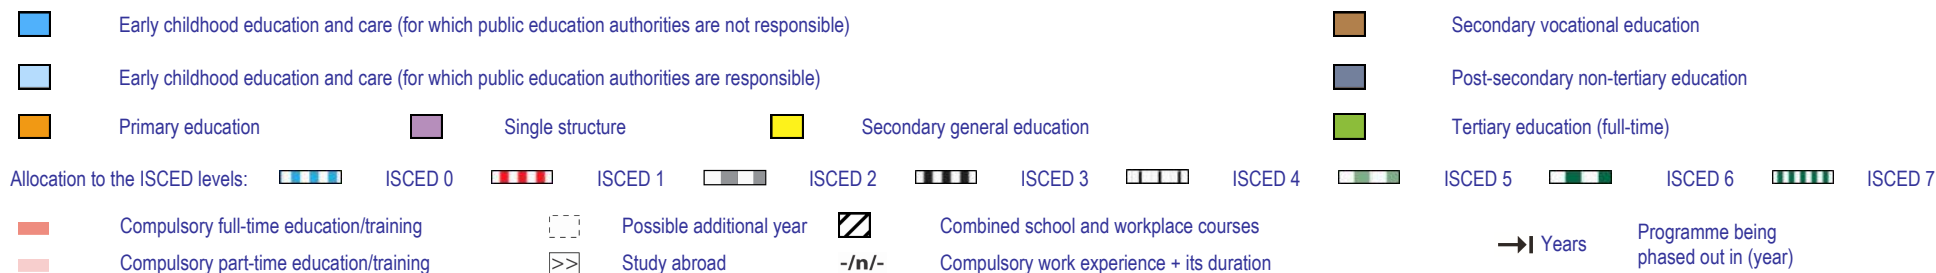 Early childhood education and care (for which public education authorities are not responsible) Secondary vocational education
Early childhood education and care (for which public education authorities are responsible) Post-secondary non-tertiary education
Primary education Single structure Secondary general education Tertiary education (full-time)
Allocation to the ISCED levels: ISCED 0 ISCED 1 ISCED 2 ISCED 3 ISCED 4 ISCED 5 ISCED 6 ISCED 7
Compulsory full-time education/training Possible additional year Combined school and workplace courses Years Programme being
phased out in (year)
Compulsory part-time education/training >> Study abroad -/n/- Compulsory work experience + its duration